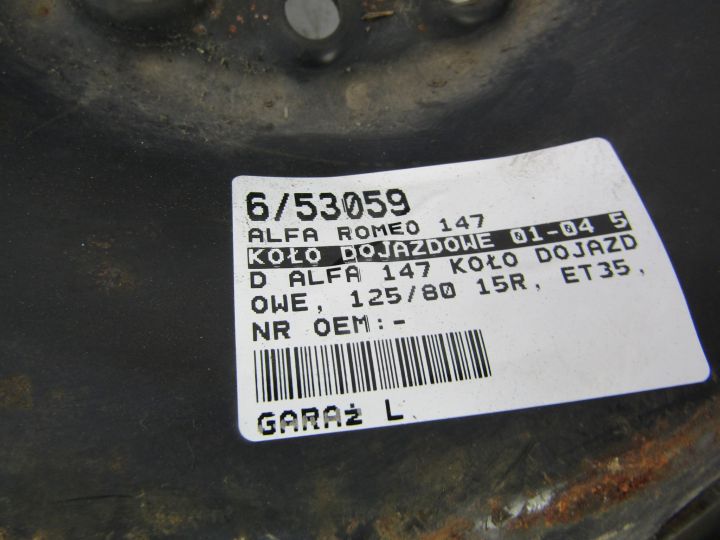 6/53059
ALFA ROMEO 147
KOŁO DOJAZDOWE 01-04 5
D ALFA 147 KOŁO DOJAZD
OWE, 125/80 15R, ET35,
NR OEM:-
GARAż L